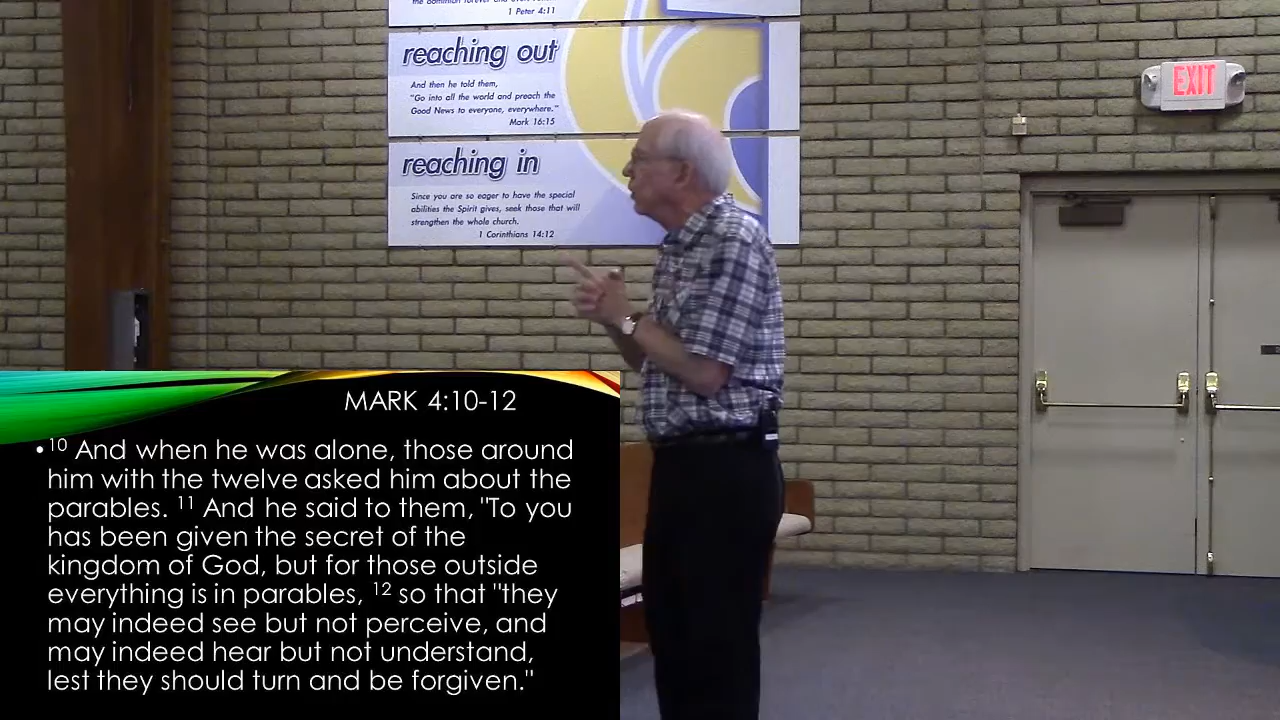 the dominion forever and ever.
1 Peter 4:11
reaching out
And then he told them,
"Go into all the world and preach the
Good News to everyone, everywhere."
Mark 16:15
reaching in
Since you are so eager to have the special
abilities the Spirit gives, seek those that will
strengthen the whole church.
1 Corinthians 14:12
EXIT
MARK 4:10-12
• 10 And when he was alone, those around
him with the twelve asked him about the
parables. 11 And he said to them, "To you
has been given the secret of the
kingdom of God, but for those outside
everything is in parables, 12 so that "they
may indeed see but not perceive, and
may indeed hear but not understand,
lest they should turn and be forgiven."